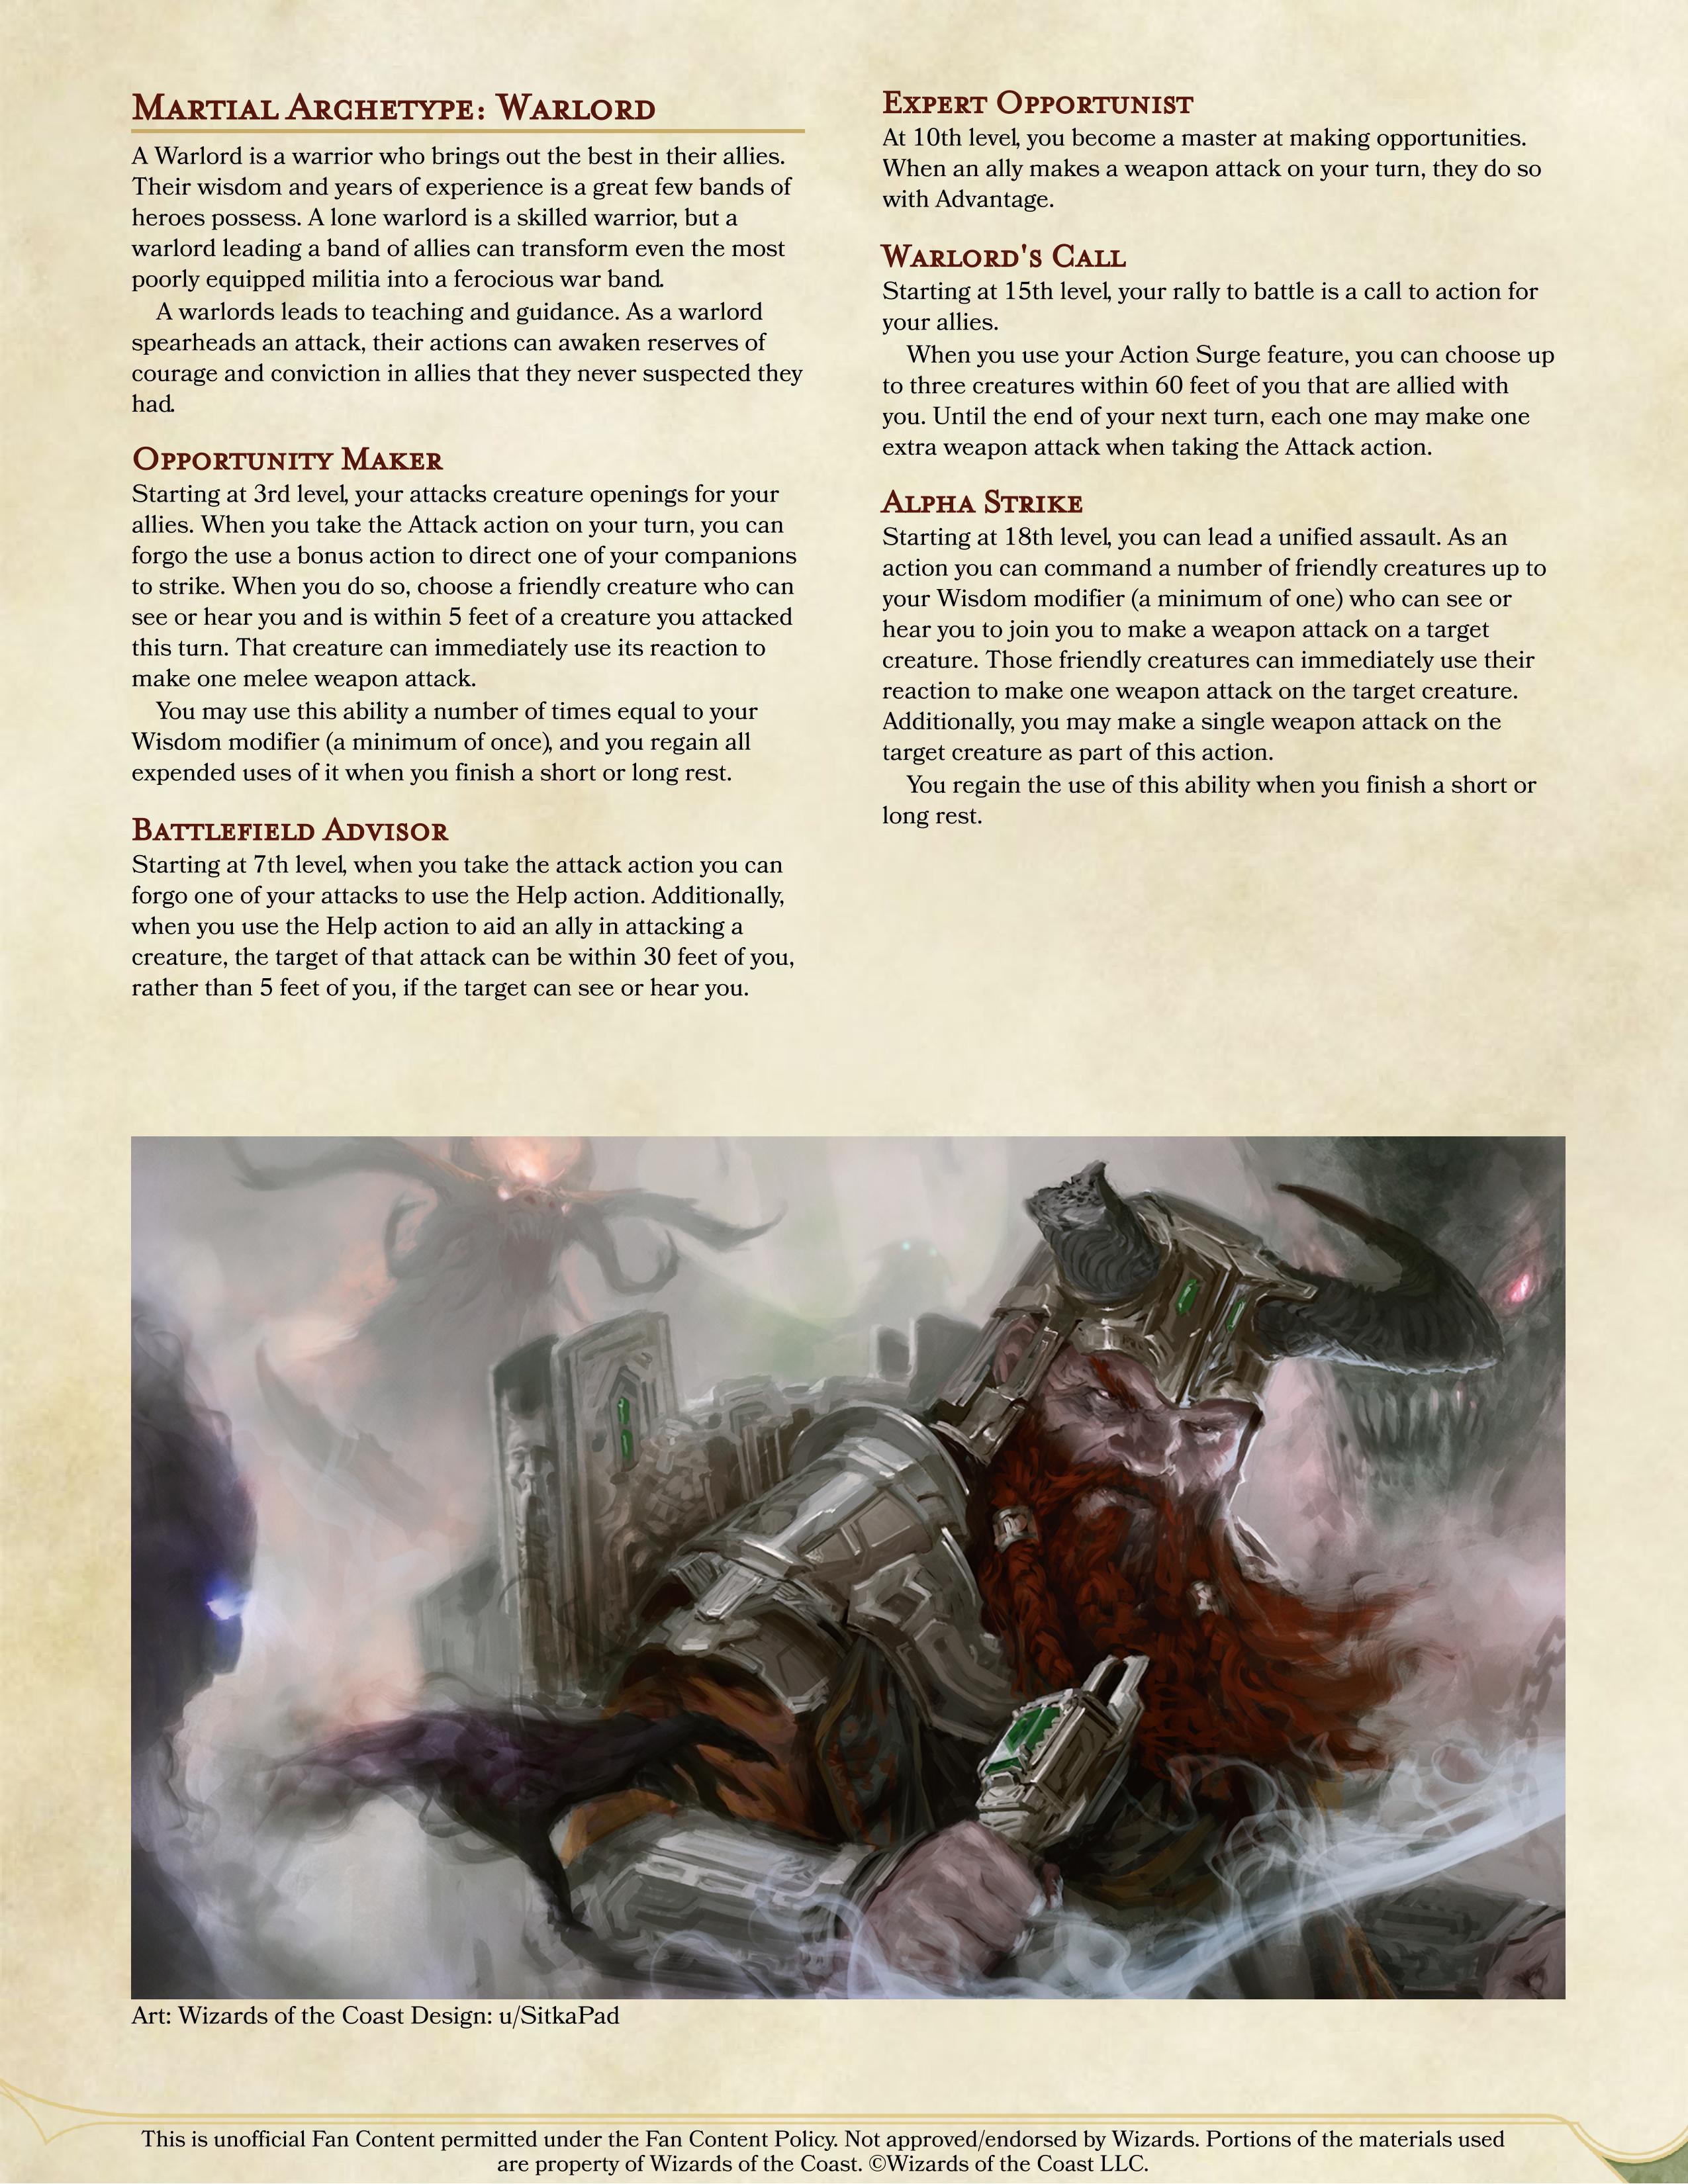 Martial Archetype: Warlord
A Warlord is a warrior who brings out the best in their allies.
Their wisdom and years of experience is a great few bands of
heroes possess. A lone warlord is a skilled warrior, but a
warlord leading a band of allies can transform even the most
poorly equipped militia into a ferocious war band.
A warlords leads to teaching and guidance. As a warlord
spearheads an attack, their actions can awaken reserves of
courage and conviction in allies that they never suspected they
had.
Opportunity Maker
Starting at 3rd level, your attacks creature openings for your
allies. When you take the Attack action on your turn, you can
forgo the use a bonus action to direct one of your companions
to strike. When you do so, choose a friendly creature who can
see or hear you and is within 5 feet of a creature you attacked
this turn. That creature can immediately use its reaction to
make one melee weapon attack.
You may use this ability a number of times equal to your
Wisdom modifier (a minimum of once), and you regain all
expended uses of it when you finish a short or long rest.
Battlefield Advisor
Starting at 7th level, when you take the attack action you can
forgo one of your attacks to use the Help action. Additionally,
when you use the Help action to aid an ally in attacking a
creature, the target of that attack can be within 30 feet of you,
rather than 5 feet of you, if the target can see or hear you.
Expert Opportunist
At 10th level, you become a master at making opportunities.
When an ally makes a weapon attack on your turn, they do so
with Advantage.
Warlord's Call
Starting at 15th level, your rally to battle is a call to action for
your allies.
When you use your Action Surge feature, you can choose up
to three creatures within 60 feet of you that are allied with
you. Until the end of your next turn, each one may make one
extra weapon attack when taking the Attack action.
Alpha Strike
Starting at 18th level, you can lead a unified assault. As an
action you can command a number of friendly creatures up to
your Wisdom modifier (a minimum of one) who can see or
hear you to join you to make a weapon attack on a target
creature. Those friendly creatures can immediately use their
reaction to make one weapon attack on the target creature.
Additionally, you may make a single weapon attack on the
target creature as part of this action.
You regain the use of this ability when you finish a short or
long rest.
Art: Wizards of the Coast Design: u/SitkaPad
This is unofficial Fan Content permitted under the Fan Content Policy. Not approved/endorsed by Wizards. Portions of the materials used
are property of Wizards of the Coast. ©Wizards of the Coast LLC.